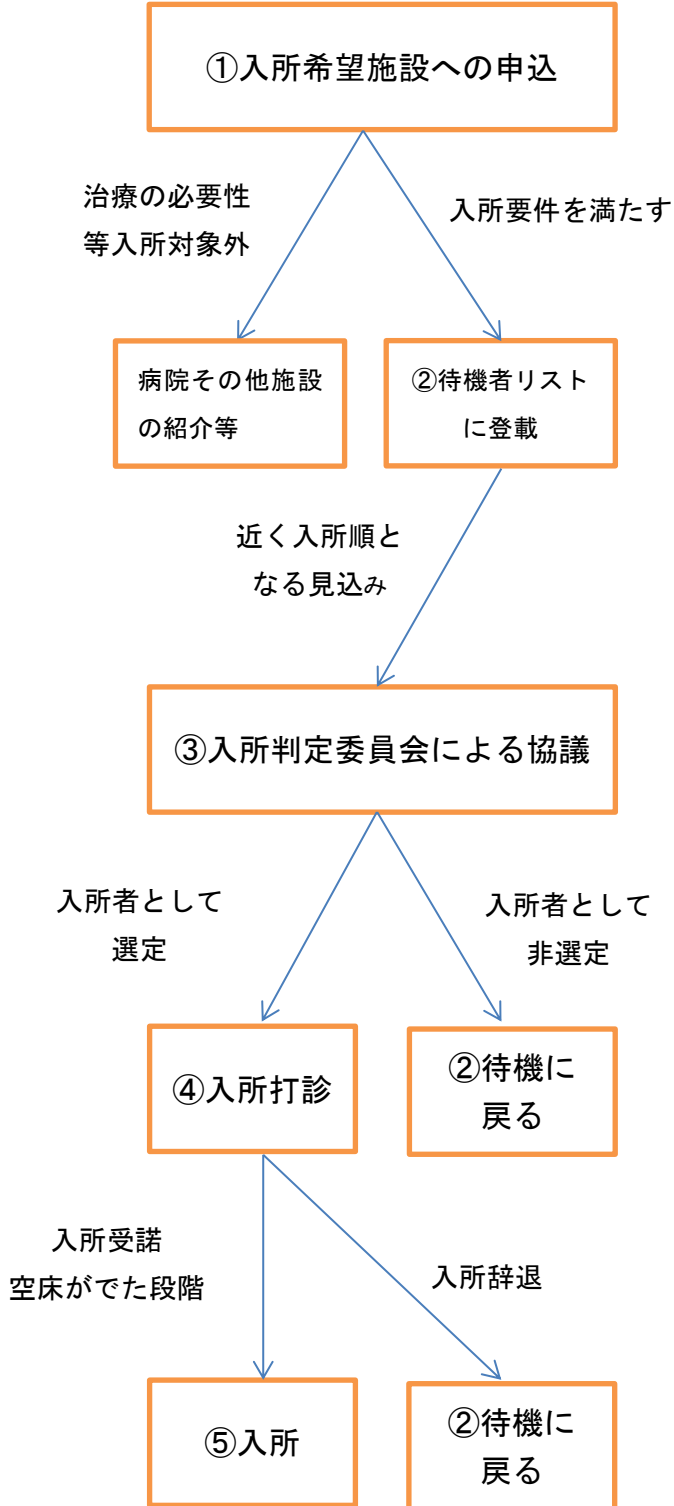 ①入所希望施設への申込
治療の必要性
等入所対象外
入所要件を満たす
病院その他施設
の紹介等
②待機者リスト
に登載
近く入所順と
なる見込み
③入所判定委員会による協議
入所者として
選定
入所者として
非選定
④入所打診
②待機に
戻る
入所受諾
空床がでた段階
入所辞退
⑤入所
②待機に
戻る